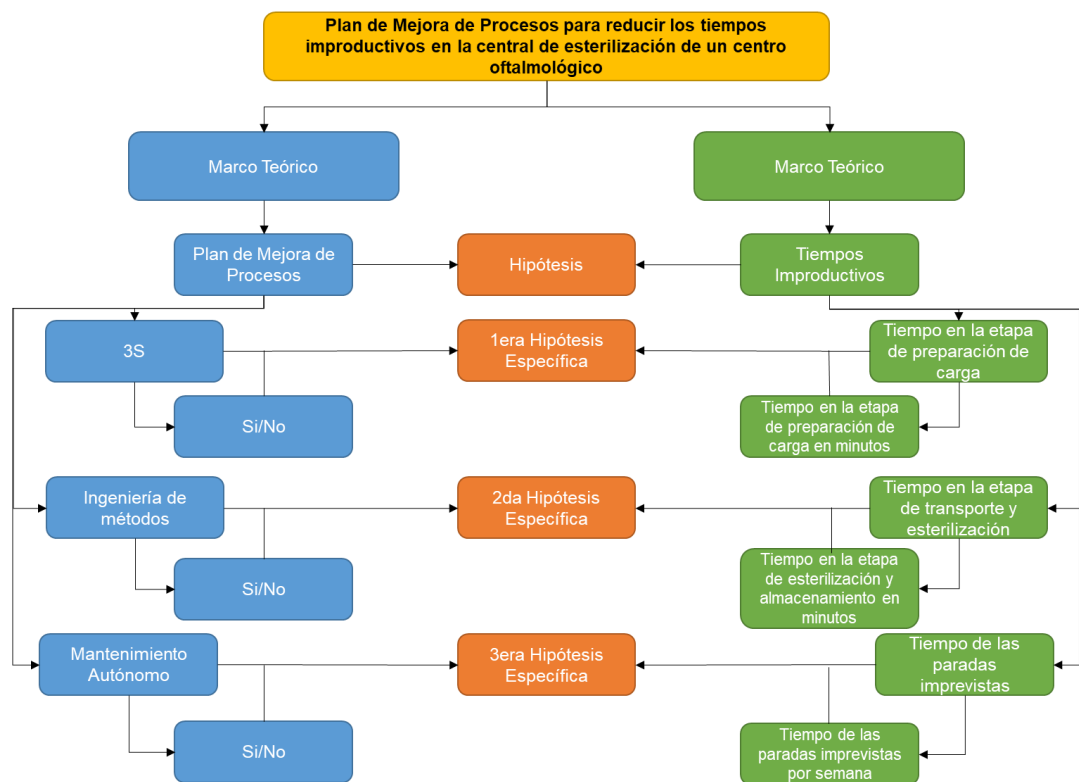 Plan de Mejora de Procesos para reducir los tiempos
improductivos en la central de esterilización de un centro
oftalmológico
Marco Teórico
Marco Teórico
Plan de Mejora de
Procesos
Hipótesis
Tiempos
Improductivos
3S
1era Hipótesis
Específica
Tiempo en la etapa
de preparación de
carga
Si/No
Tiempo en la etapa
de preparación de
carga en minutos
Ingeniería de
métodos
2da Hipótesis
Específica
Tiempo en la etapa
de transporte y
esterilización
Si/No
Tiempo en la etapa
de esterilización y
almacenamiento en
minutos
Mantenimiento
Autónomo
3era Hipótesis
Específica
Tiempo de las
paradas
imprevistas
Si/No
Tiempo de las
paradas imprevistas
por semana